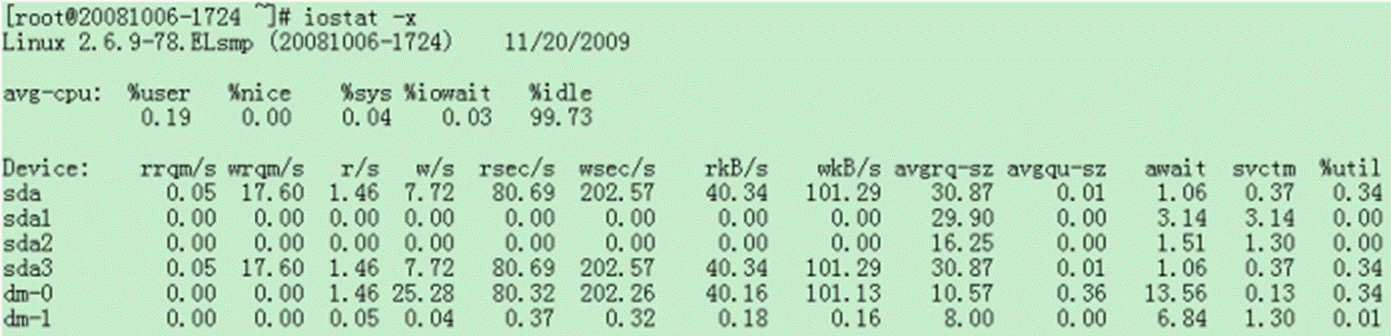 [root@20081006-1724 ~]# iostat -x
Linux 2.6.9-78.ELsmp (20081006-1724)    11/20/2009
avg-cpu:  %user   %nice    %sys %iowait   %idle
           0.19    0.00    0.04    0.03   99.73
Device:    rrqm/s wrqm/s   r/s   w/s  rsec/s  wsec/s    rkB/s    wkB/s avgrq-sz avgqu-sz   await  svctm  %util
sda          0.05  17.60  1.46  7.72   80.69  202.57    40.34   101.29    30.87     0.01    1.06   0.37   0.34
sda1         0.00   0.00  0.00  0.00    0.00    0.00     0.00     0.00    29.90     0.00    3.14   3.14   0.00
sda2         0.00   0.00  0.00  0.00    0.00    0.00     0.00     0.00    16.25     0.00    1.51   1.30   0.00
sda3         0.05  17.60  1.46  7.72   80.69  202.57    40.34   101.29    30.87     0.01    1.06   0.37   0.34
dm-0         0.00   0.00  1.46 25.28   80.32  202.26    40.16   101.13    10.57     0.36   13.56   0.13   0.34
dm-1         0.00   0.00  0.05  0.04    0.37    0.32     0.18     0.16     8.00     0.00    6.84   1.30   0.01